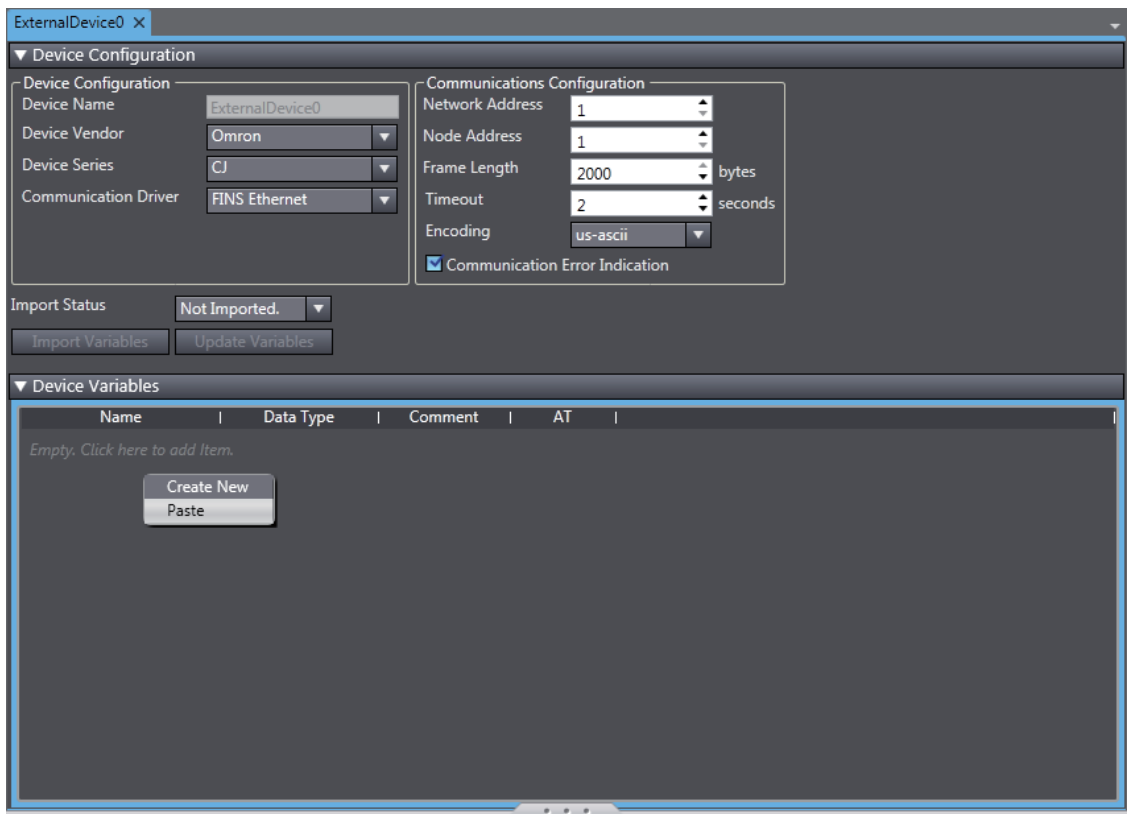 ExternalDevice0
Device Configuration
Device Configuration
Device Name ExternalDevice0
Device Vendor Omron
Device Series CJ
Communication Driver FINS Ethernet
Communications Configuration
Network Address 1
Node Address 1
Frame Length 2000 bytes
Timeout 2 seconds
Encoding us-ascii
Communication Error Indication
Import Status Not Imported.
Import Variables Update Variables
Device Variables
Name Data Type Comment AT
Empty. Click here to add Item.
Create New
Paste